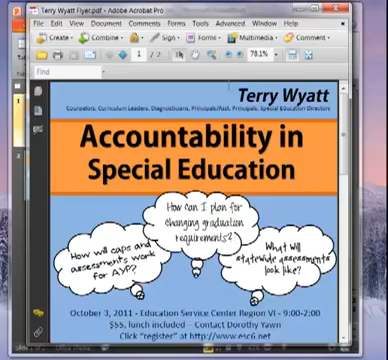 Terry Wyatt Flyer.pdf - Adobe Acrobat Pro
File Edit View Document Comments Forms Tools Advanced Window Help
Create Combine Sign Forms Multimedia Comment
1 / 2 78.1%
Find
Terry Wyatt
Counselors, Curriculum Leaders, Diagnosticians, Principals/Asst. Principals, Special Education Directors
Accountability in
Special Education
How can I plan for
changing graduation
requirements?
How will caps and
assessments work
for AYP?
What will
statewide assessments
look like?
October 3, 2011 - Education Service Center Region VI - 9:00-2:00
$55, lunch included - Contact Dorothy Yawn
Click "register" at http://www.esc6.net